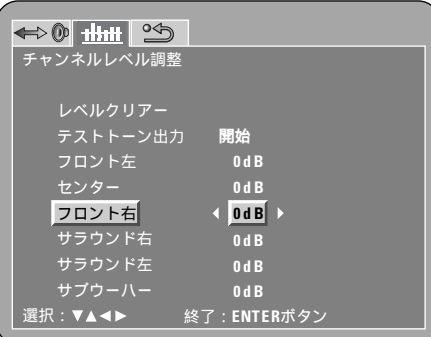 チャンネルレベル調整
レベルクリアー
テストトーン出力 開始
フロント左 0dB
センター 0dB
フロント右 0dB
サラウンド右 0dB
サラウンド左 0dB
サブウーハー 0dB
選択：▼▲◀▶ 終了：ENTERボタン